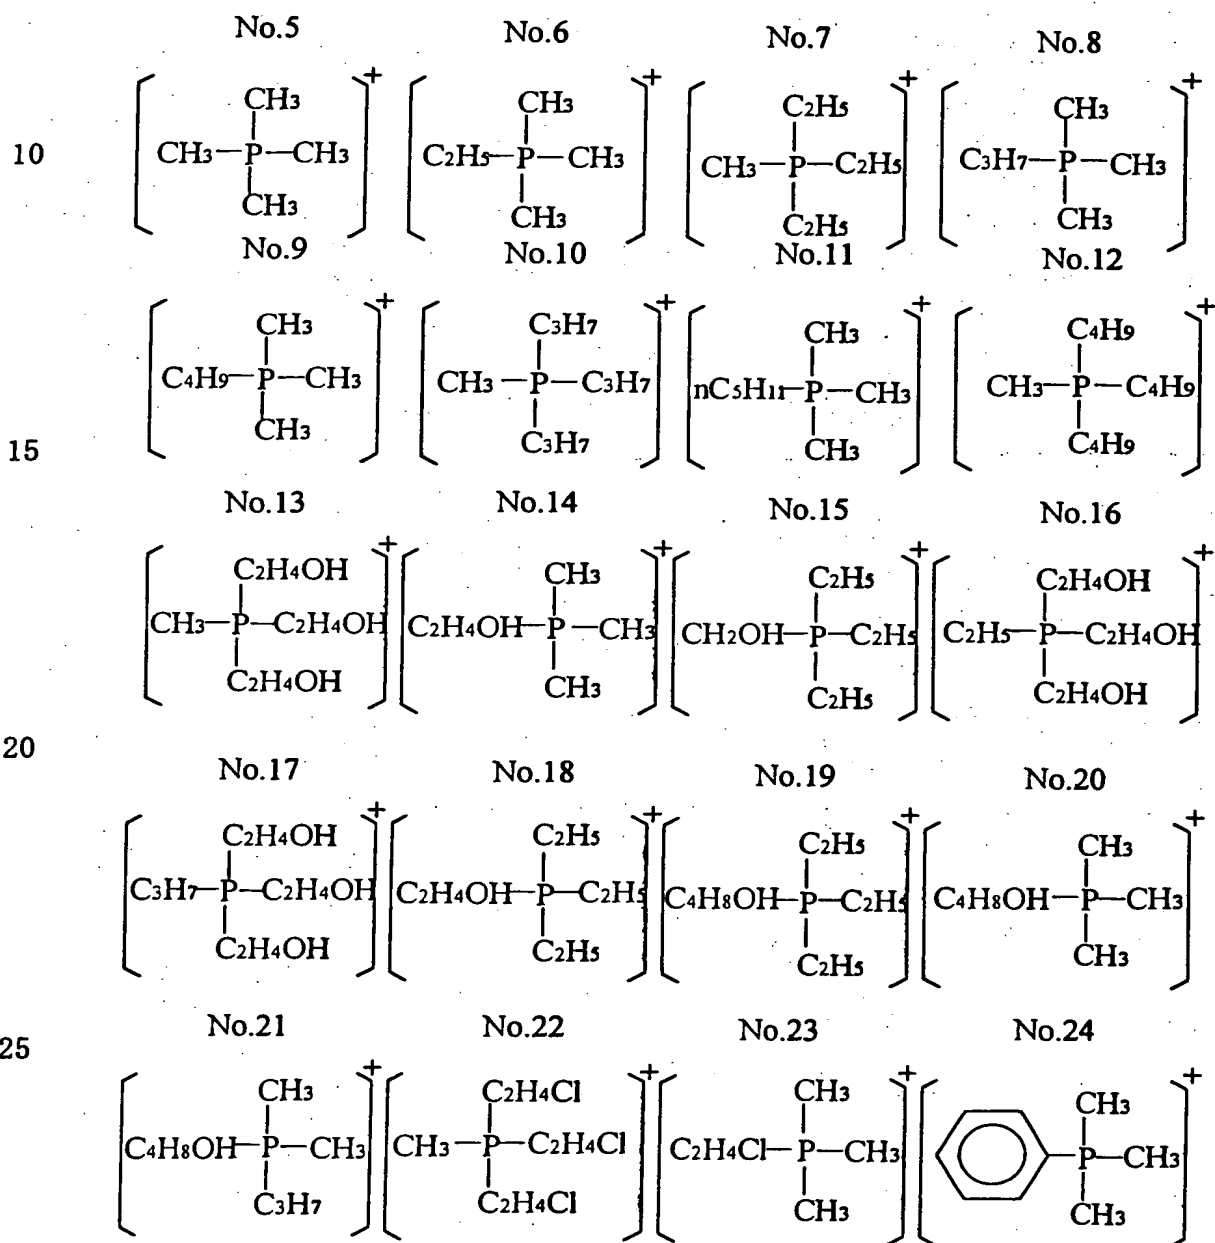 No.5 No.6 No.7 No.8
+ + + +
CH3 CH3 C2H5 CH3
10 CH3—P—CH3 C2H5—P—CH3 CH3—P—C2H5 C3H7—P—CH3
CH3 CH3 C2H5 CH3
No.9 No.10 No.11 No.12
+ + + +
CH3 C3H7 CH3 C4H9
C4H9—P—CH3 CH3—P—C3H7 nC5H11—P—CH3 CH3—P—C4H9
15 CH3 C3H7 CH3 C4H9
No.13 No.14 No.15 No.16
+ + + +
C2H4OH CH3 C2H5 C2H4OH
CH3—P—C2H4OH C2H4OH—P—CH3 CH2OH—P—C2H5 C2H5—P—C2H4OH
C2H4OH CH3 C2H5 C2H4OH
20
No.17 No.18 No.19 No.20
+ + + +
C2H4OH C2H5 C2H5 CH3
C3H7—P—C2H4OH C2H4OH—P—C2H5 C4H8OH—P—C2H5 C4H8OH—P—CH3
C2H4OH C2H5 C2H5 CH3
No.21 No.22 No.23 No.24
25
+ + + +
CH3 C2H4Cl CH3 CH3
C4H8OH—P—CH3 CH3—P—C2H4Cl C2H4Cl—P—CH3 P—CH3
C3H7 C2H4Cl CH3 CH3